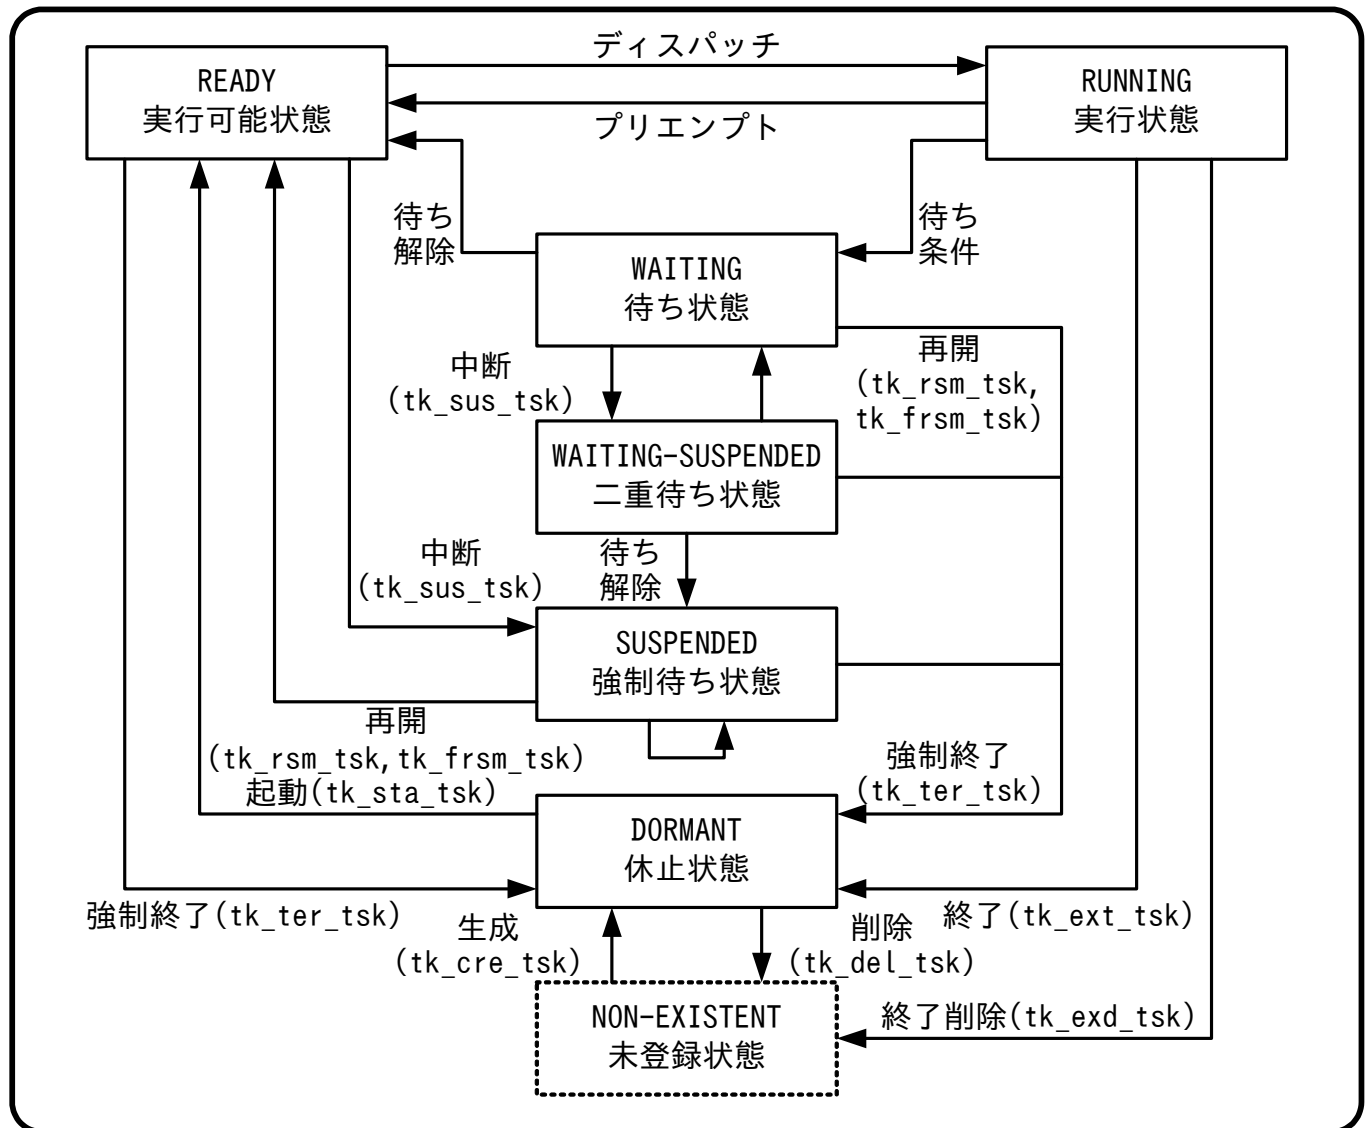 ディスパッチ
READY
実行可能状態
RUNNING
実行状態
プリエンプト
待ち
解除
待ち
条件
WAITING
待ち状態
中断
(tk_sus_tsk)
再開
(tk_rsm_tsk,
tk_frsm_tsk)
WAITING-SUSPENDED
二重待ち状態
中断
(tk_sus_tsk)
待ち
解除
SUSPENDED
強制待ち状態
再開
(tk_rsm_tsk,tk_frsm_tsk)
起動(tk_sta_tsk)
強制終了
(tk_ter_tsk)
DORMANT
休止状態
強制終了(tk_ter_tsk)
生成
(tk_cre_tsk)
削除
(tk_del_tsk)
終了(tk_ext_tsk)
NON-EXISTENT
未登録状態
終了削除(tk_exd_tsk)